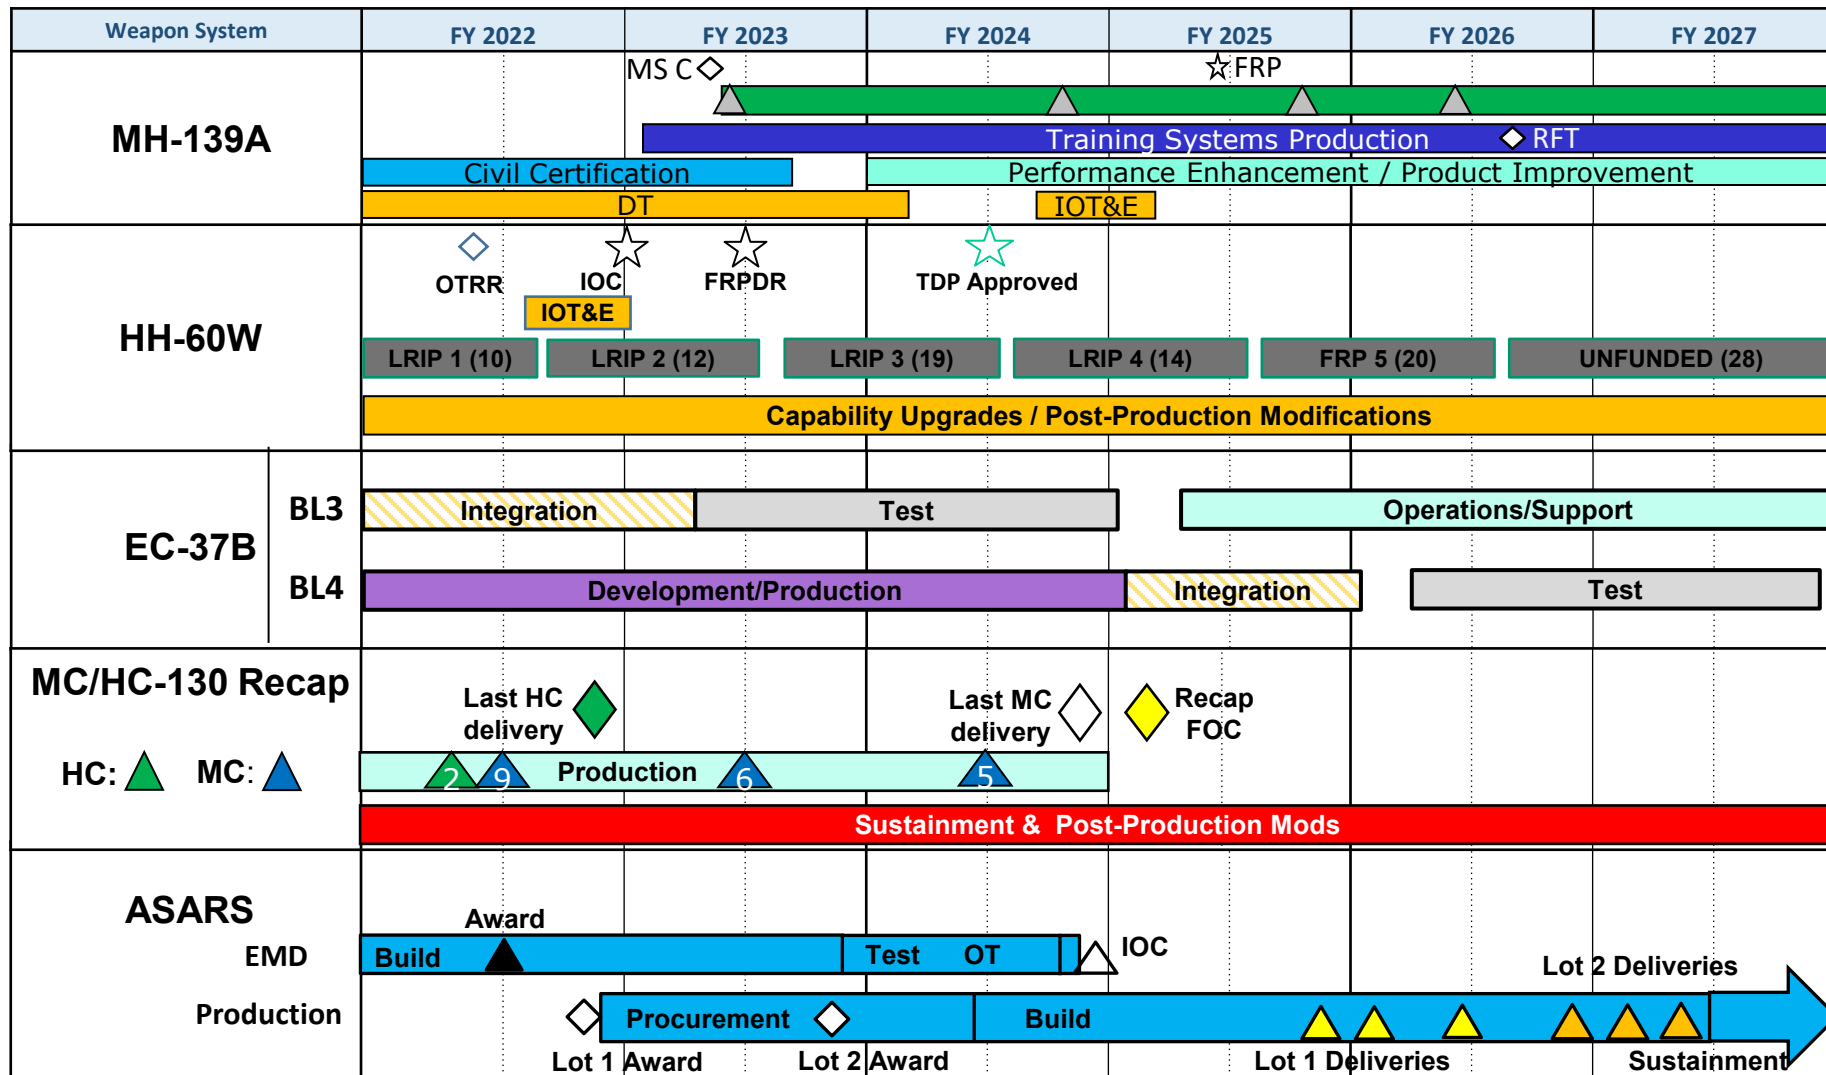 Weapon System
FY 2022
FY 2023
FY 2024
FY 2025
FY 2026
FY 2027
MH-139A
MS C
FRP
Training Systems Production
RFT
Civil Certification
Performance Enhancement / Product Improvement
DT
IOT&E
HH-60W
OTRR
IOC
FRPDR
TDP Approved
IOT&E
LRIP 1 (10)
LRIP 2 (12)
LRIP 3 (19)
LRIP 4 (14)
FRP 5 (20)
UNFUNDED (28)
Capability Upgrades / Post-Production Modifications
EC-37B
BL3
Integration
Test
Operations/Support
BL4
Development/Production
Integration
Test
MC/HC-130 Recap
Last HC
delivery
Last MC
delivery
Recap
FOC
HC:
MC:
2
9
Production
6
5
Sustainment & Post-Production Mods
ASARS
EMD
Award
Build
Test
OT
IOC
Production
Lot 2 Deliveries
Procurement
Build
Lot 1 Award
Lot 2 Award
Lot 1 Deliveries
Sustainment